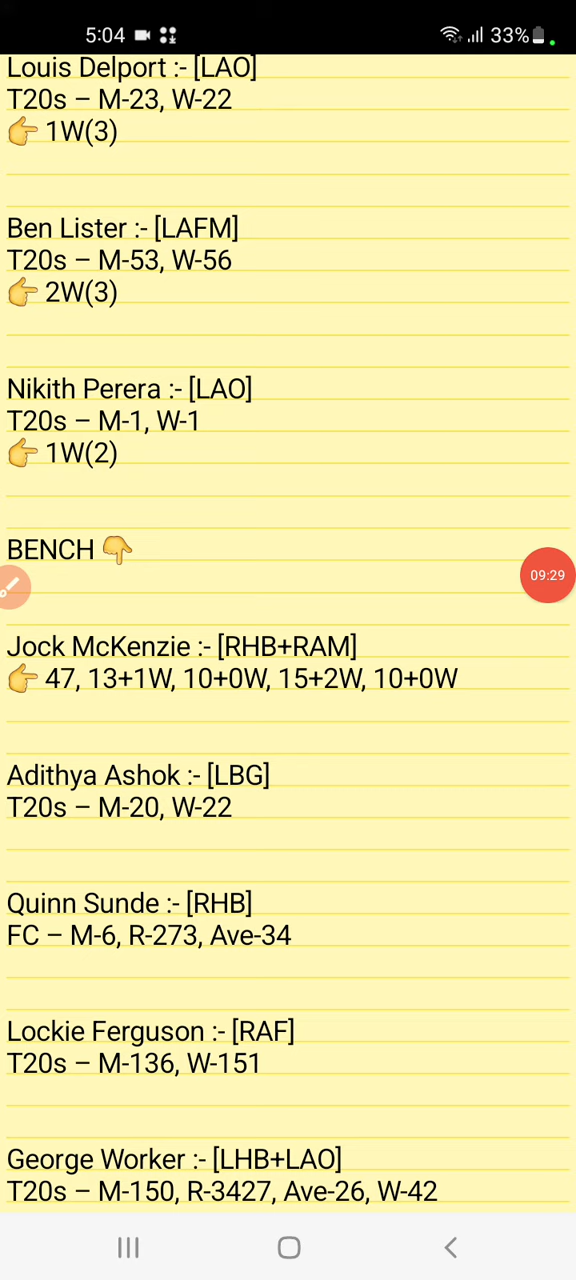 5:04
33%
Louis Delport :- [LAO]
T20s – M-23, W-22
👉 1W(3)
Ben Lister :- [LAFM]
T20s – M-53, W-56
👉 2W(3)
Nikith Perera :- [LAO]
T20s – M-1, W-1
👉 1W(2)
BENCH 👇
09:29
Jock McKenzie :- [RHB+RAM]
👉 47, 13+1W, 10+0W, 15+2W, 10+0W
Adithya Ashok :- [LBG]
T20s – M-20, W-22
Quinn Sunde :- [RHB]
FC – M-6, R-273, Ave-34
Lockie Ferguson :- [RAF]
T20s – M-136, W-151
George Worker :- [LHB+LAO]
T20s – M-150, R-3427, Ave-26, W-42